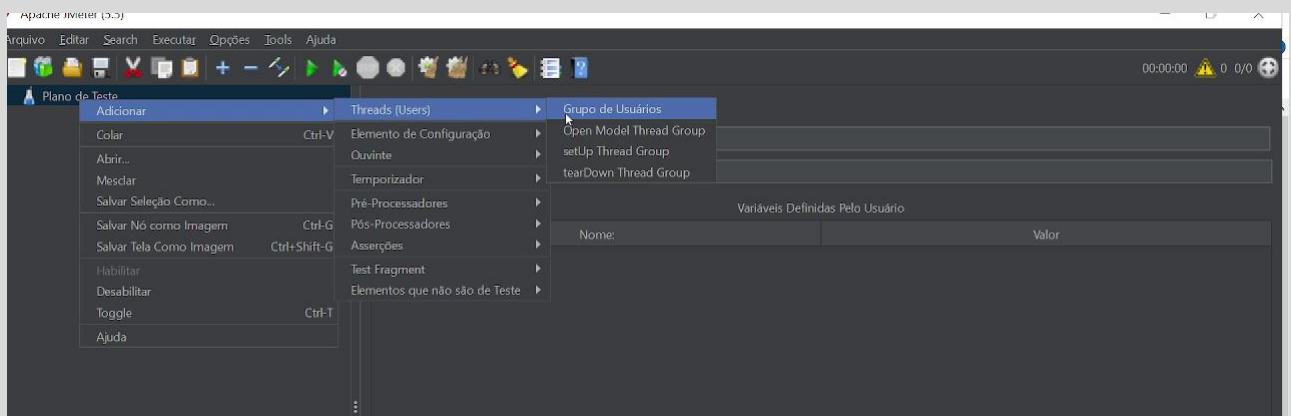 Apache JMeter (5.5)
Arquivo Editar Search Executar Opções Tools Ajuda
00:00:00 0 0/0
Plano de Teste
Adicionar
Colar Ctrl-V
Abrir...
Mesclar
Salvar Seleção Como...
Salvar Nó como Imagem Ctrl-G
Salvar Tela Como Imagem Ctrl+Shift-G
Habilitar
Desabilitar
Toggle Ctrl-T
Ajuda
Threads (Users)
Elemento de Configuração
Ouvinte
Temporizador
Pré-Processadores
Pós-Processadores
Asserções
Test Fragment
Elementos que não são de Teste
Grupo de Usuários
Open Model Thread Group
setUp Thread Group
tearDown Thread Group
Variáveis Definidas Pelo Usuário
Nome: Valor